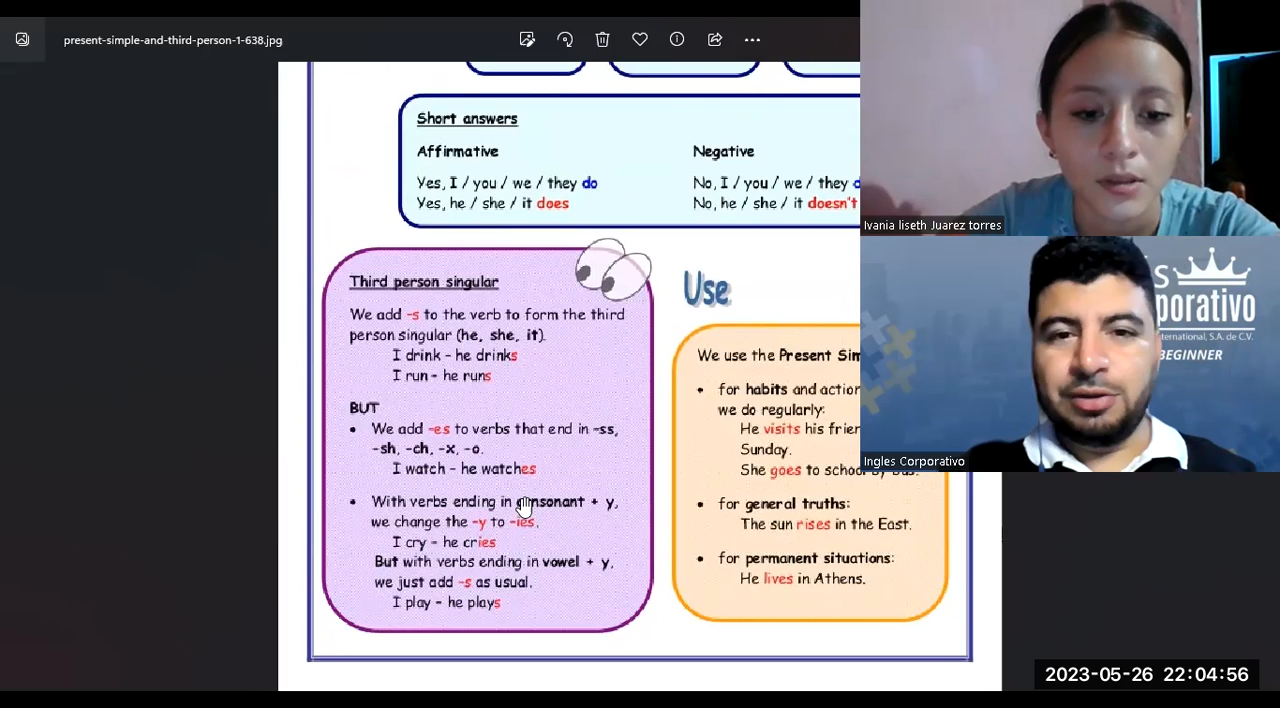 present-simple-and-third-person-1-638.jpg
Short answers
Affirmative
Negative
Yes, I / you / we / they do
No, I / you / we / they
Yes, he / she / it does
No, he / she / it doesn't
Third person singular
We add -s to the verb to form the third
person singular (he, she, it).
I drink - he drinks
I run - he runs
BUT
• We add -es to verbs that end in -ss,
-sh, -ch, -x, -o.
I watch - he watches
• With verbs ending in consonant + y,
we change the -y to -ies.
I cry - he cries
But with verbs ending in vowel + y,
we just add -s as usual.
I play - he plays
Use
We use the Present
• for habits and
we do regularly:
He visits his
Sunday.
She goes to school by bus.
• for general truths:
The sun rises in the East.
• for permanent situations:
He lives in Athens.
Ivania liseth Juarez torres
S
porativo
ternational, S.A. de C.V.
BEGINNER
Ingles Corporativo
2023-05-26 22:04:56